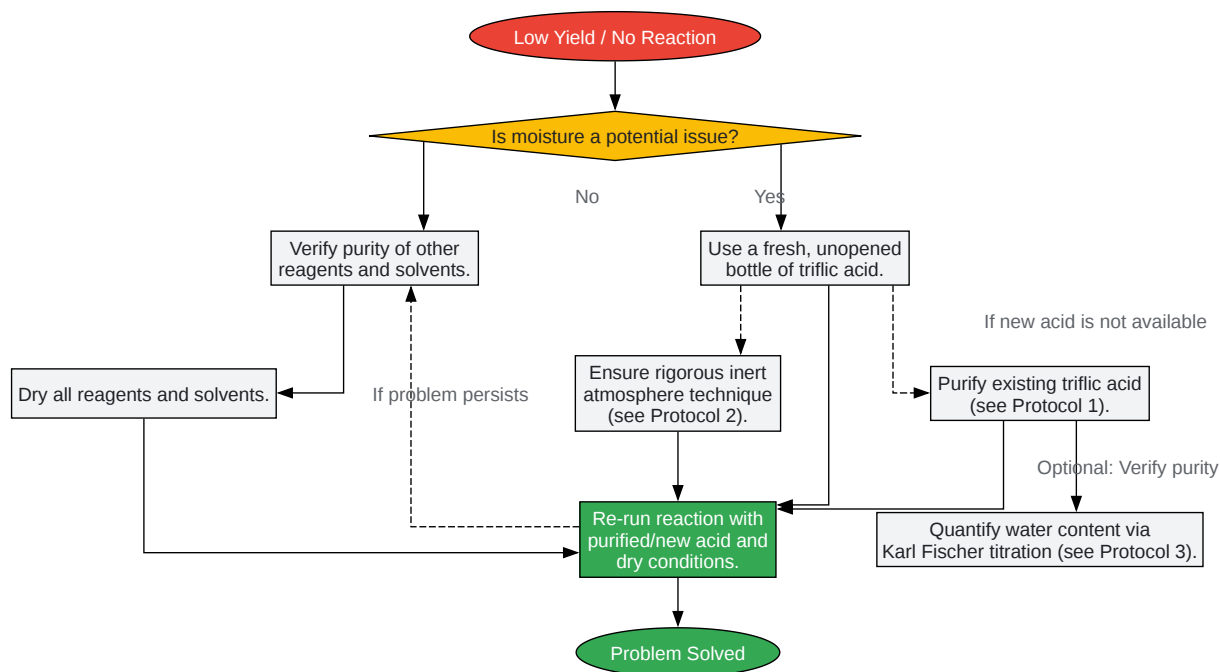 Low Yield / No Reaction
Is moisture a potential issue?
No
Yes
Verify purity of other
reagents and solvents.
Use a fresh, unopened
bottle of triflic acid.
If new acid is not available
Dry all reagents and solvents.
If problem persists
Ensure rigorous inert
atmosphere technique
(see Protocol 2).
Purify existing triflic acid
(see Protocol 1).
Optional: Verify purity
Re-run reaction with
purified/new acid and
dry conditions.
Quantify water content via
Karl Fischer titration (see Protocol 3).
Problem Solved